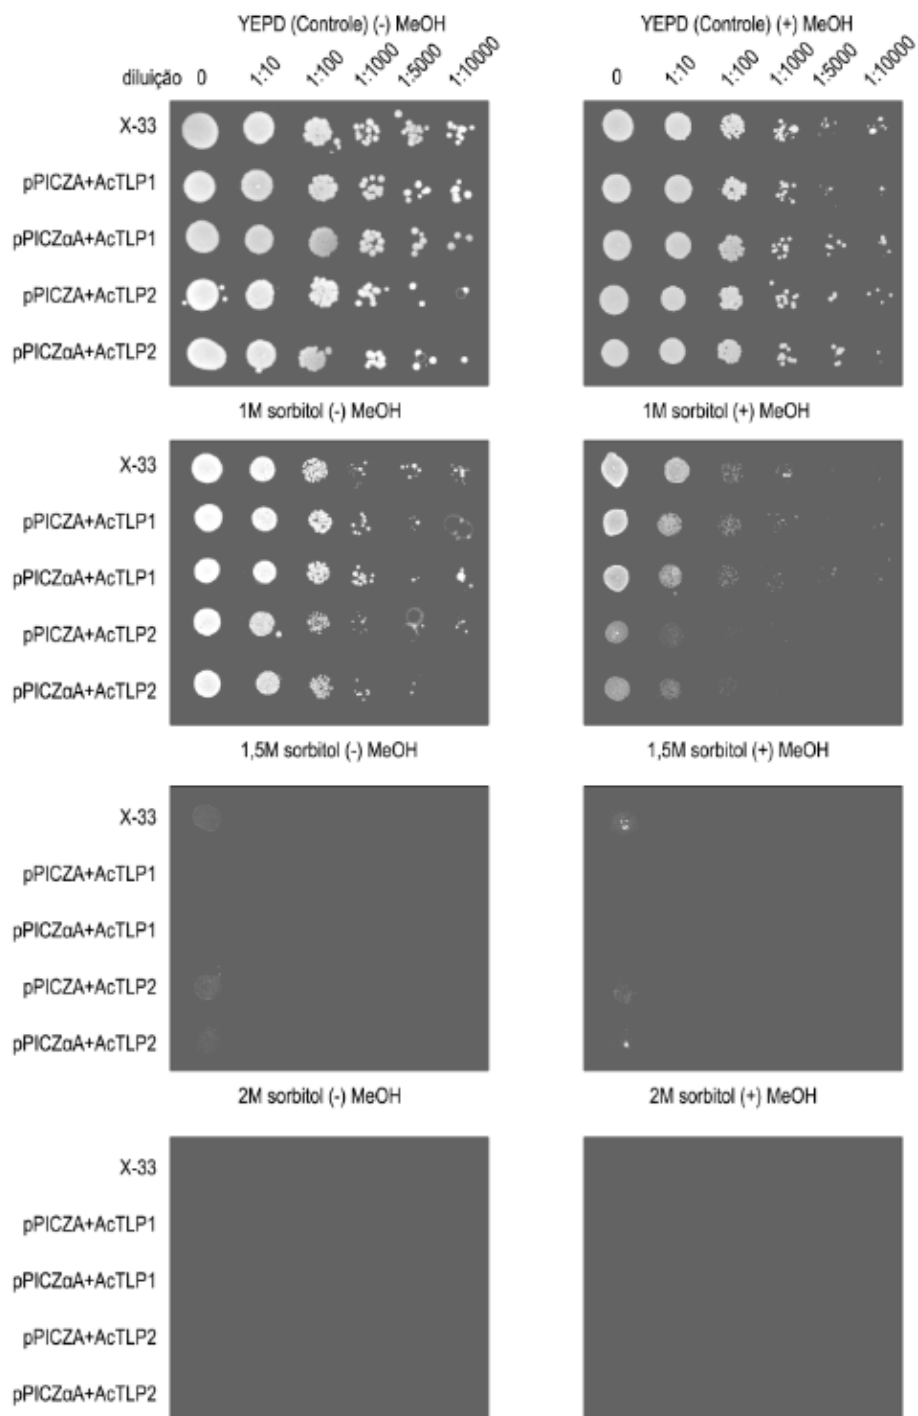 YEPD (Controle) (-) MeOH
YEPD (Controle) (+) MeOH
diluição 0 1:10 1:100 1:1000 1:5000 1:10000
0 1:10 1:100 1:1000 1:5000 1:10000
X-33
pPICZA+AcTLP1
pPICZαA+AcTLP1
pPICZA+AcTLP2
pPICZαA+AcTLP2
1M sorbitol (-) MeOH
1M sorbitol (+) MeOH
X-33
pPICZA+AcTLP1
pPICZαA+AcTLP1
pPICZA+AcTLP2
pPICZαA+AcTLP2
1,5M sorbitol (-) MeOH
1,5M sorbitol (+) MeOH
X-33
pPICZA+AcTLP1
pPICZαA+AcTLP1
pPICZA+AcTLP2
pPICZαA+AcTLP2
2M sorbitol (-) MeOH
2M sorbitol (+) MeOH
X-33
pPICZA+AcTLP1
pPICZαA+AcTLP1
pPICZA+AcTLP2
pPICZαA+AcTLP2